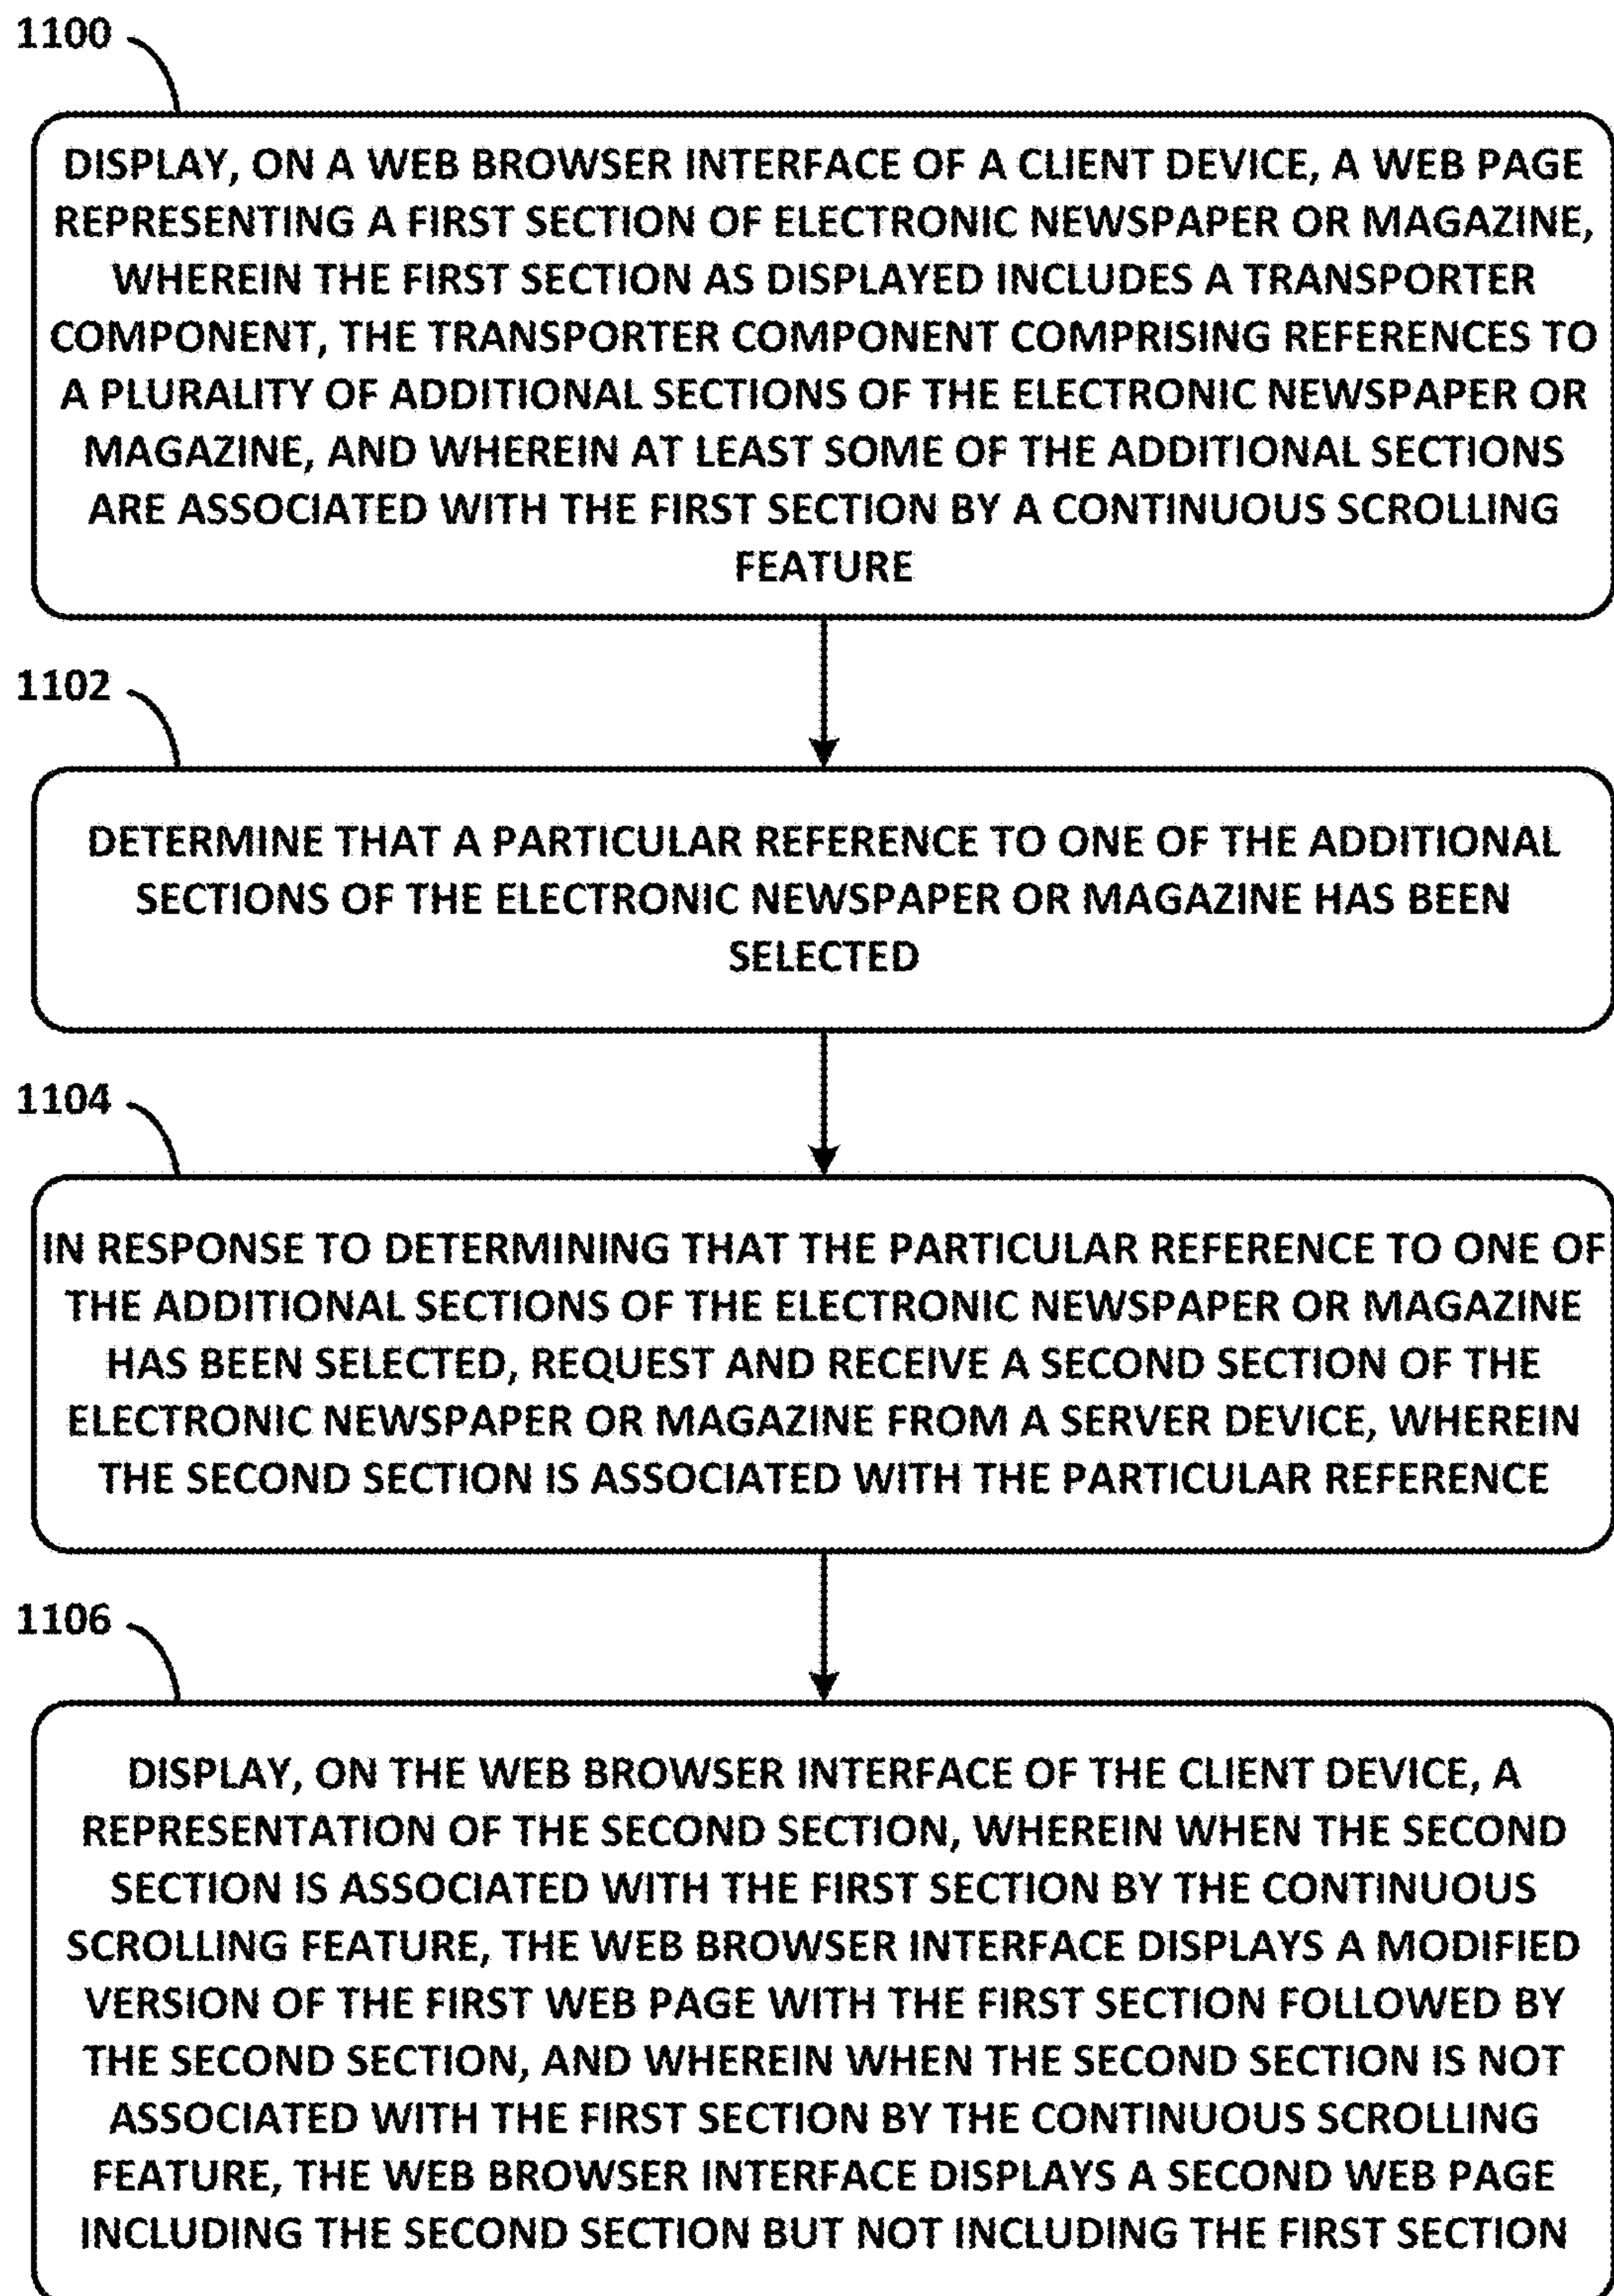 1100
DISPLAY, ON A WEB BROWSER INTERFACE OF A CLIENT DEVICE, A WEB PAGE
REPRESENTING A FIRST SECTION OF ELECTRONIC NEWSPAPER OR MAGAZINE,
WHEREIN THE FIRST SECTION AS DISPLAYED INCLUDES A TRANSPORTER
COMPONENT, THE TRANSPORTER COMPONENT COMPRISING REFERENCES TO
A PLURALITY OF ADDITIONAL SECTIONS OF THE ELECTRONIC NEWSPAPER OR
MAGAZINE, AND WHEREIN AT LEAST SOME OF THE ADDITIONAL SECTIONS
ARE ASSOCIATED WITH THE FIRST SECTION BY A CONTINUOUS SCROLLING
FEATURE
1102
DETERMINE THAT A PARTICULAR REFERENCE TO ONE OF THE ADDITIONAL
SECTIONS OF THE ELECTRONIC NEWSPAPER OR MAGAZINE HAS BEEN
SELECTED
1104
IN RESPONSE TO DETERMINING THAT THE PARTICULAR REFERENCE TO ONE OF
THE ADDITIONAL SECTIONS OF THE ELECTRONIC NEWSPAPER OR MAGAZINE
HAS BEEN SELECTED, REQUEST AND RECEIVE A SECOND SECTION OF THE
ELECTRONIC NEWSPAPER OR MAGAZINE FROM A SERVER DEVICE, WHEREIN
THE SECOND SECTION IS ASSOCIATED WITH THE PARTICULAR REFERENCE
1106
DISPLAY, ON THE WEB BROWSER INTERFACE OF THE CLIENT DEVICE, A
REPRESENTATION OF THE SECOND SECTION, WHEREIN WHEN THE SECOND
SECTION IS ASSOCIATED WITH THE FIRST SECTION BY THE CONTINUOUS
SCROLLING FEATURE, THE WEB BROWSER INTERFACE DISPLAYS A MODIFIED
VERSION OF THE FIRST WEB PAGE WITH THE FIRST SECTION FOLLOWED BY
THE SECOND SECTION, AND WHEREIN WHEN THE SECOND SECTION IS NOT
ASSOCIATED WITH THE FIRST SECTION BY THE CONTINUOUS SCROLLING
FEATURE, THE WEB BROWSER INTERFACE DISPLAYS A SECOND WEB PAGE
INCLUDING THE SECOND SECTION BUT NOT INCLUDING THE FIRST SECTION